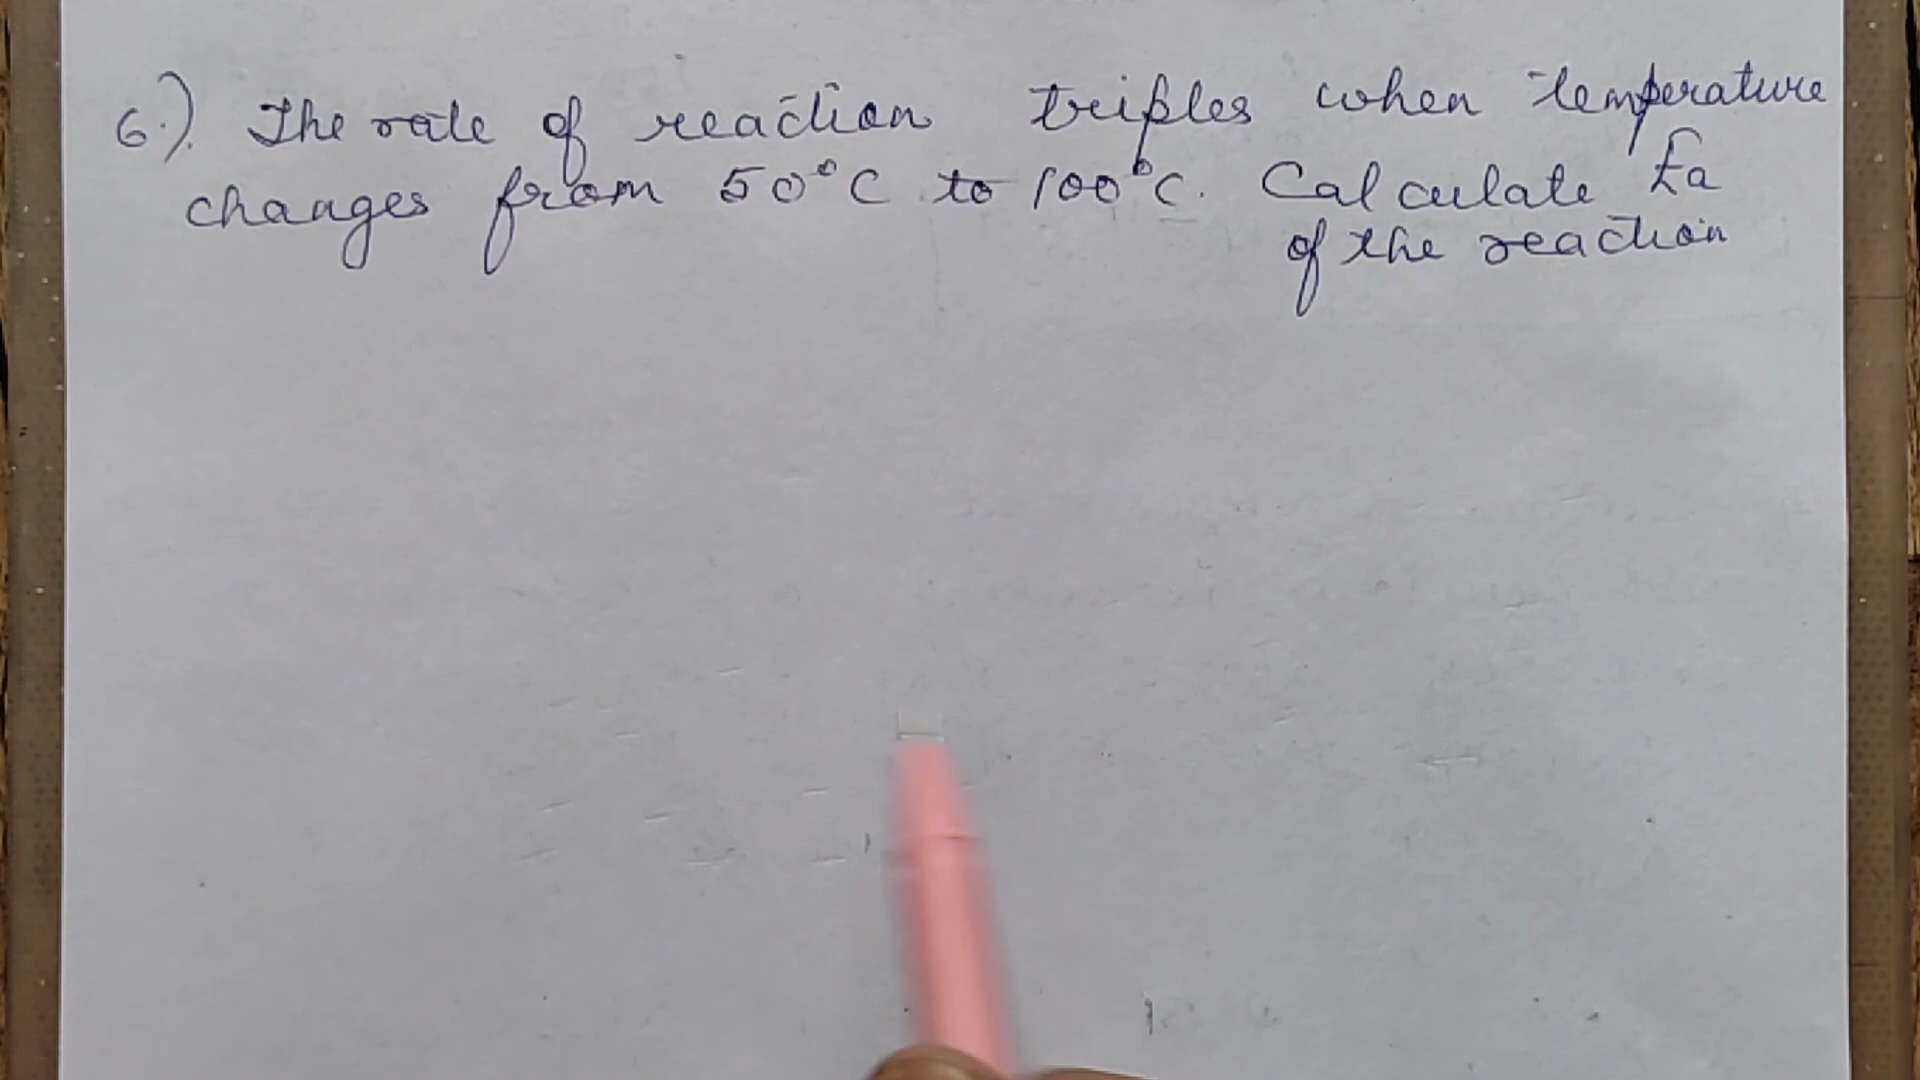 6.). The rate of reaction triples when temperature
changes from 50°C to 100°C. Calculate Ea
of the reaction